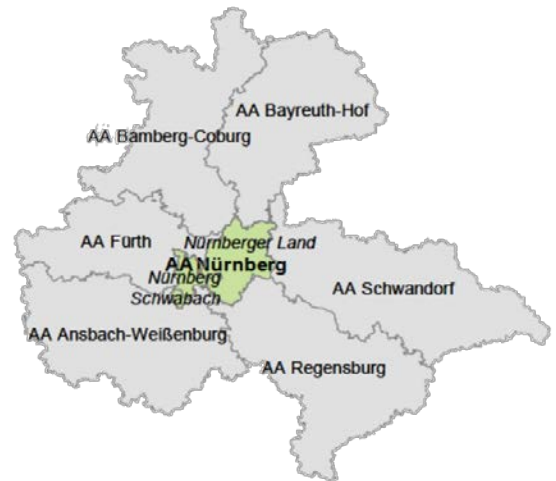 AA Bayreuth-Hof
AA Bamberg-Coburg
AA Fürth
Nürnberger Land
AA Nürnberg
Nürnberg
Schwabach
AA Schwandorf
AA Ansbach-Weißenburg
AA Regensburg